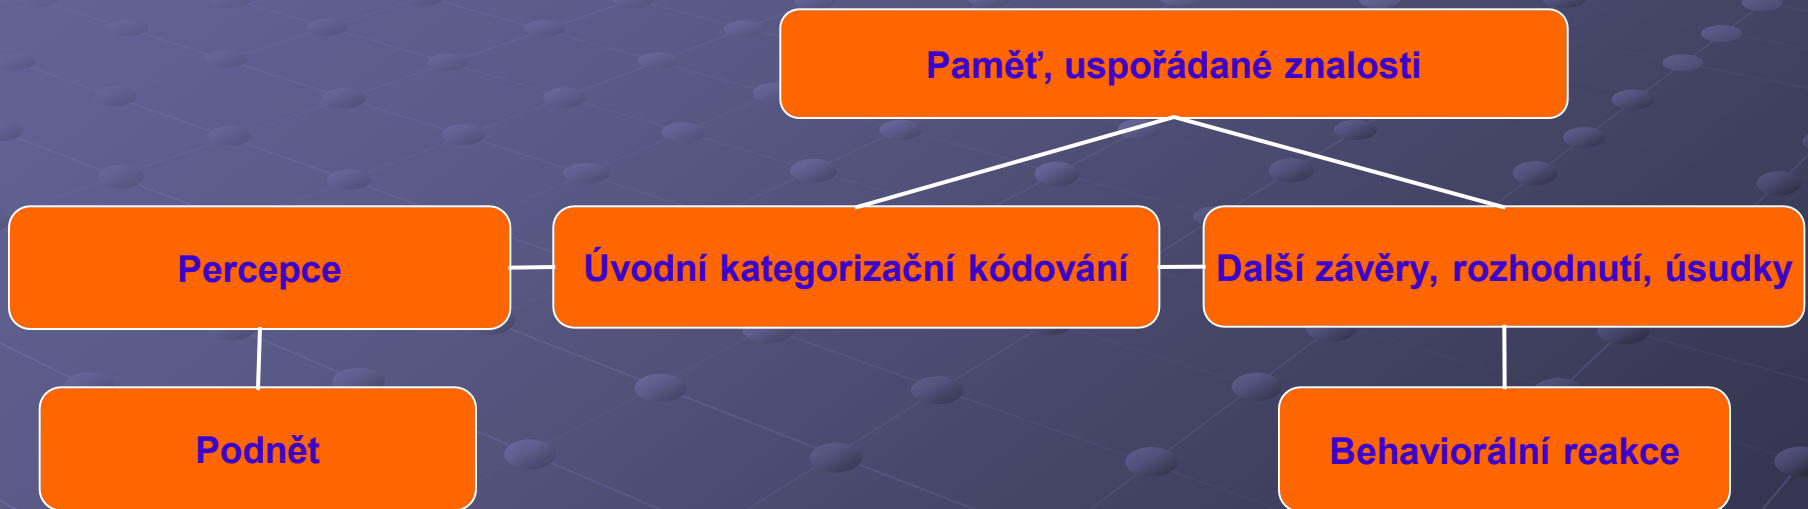 Paměť, uspořádané znalosti
Percepce
Úvodní kategorizační kódování
Další závěry, rozhodnutí, úsudky
Podnět
Behaviorální reakce